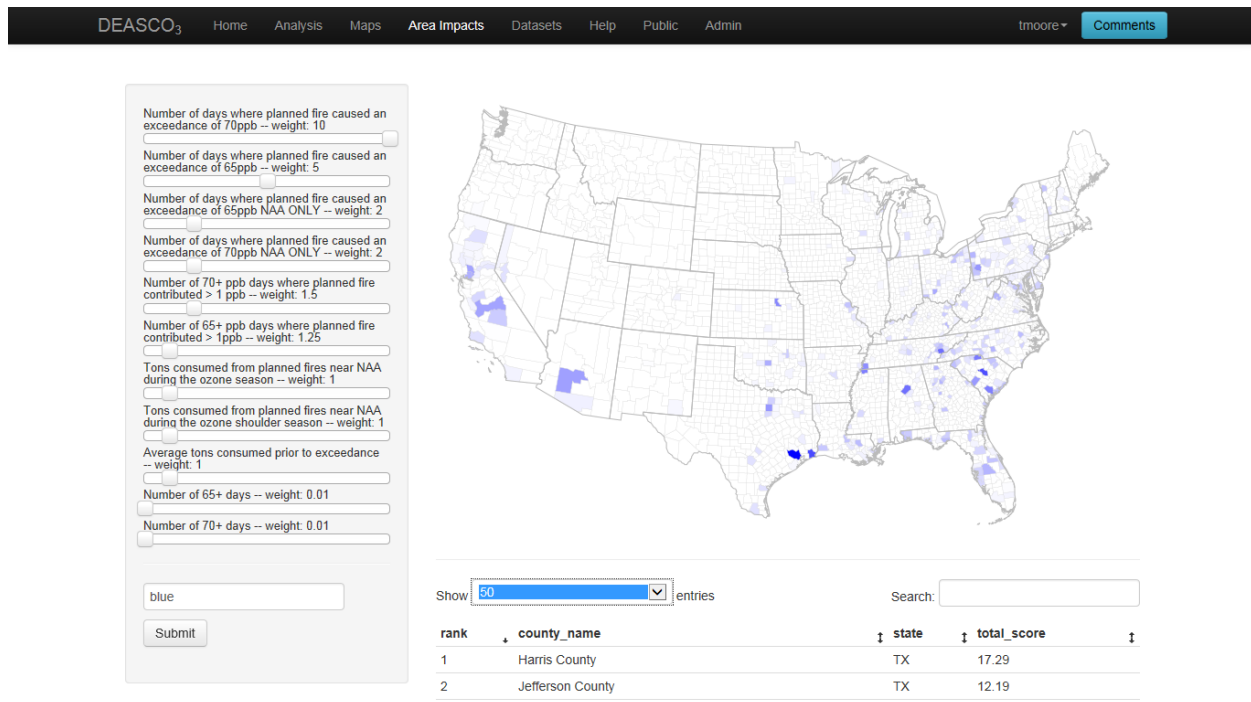 DEASCO3 Home Analysis Maps Area Impacts Datasets Help Public Admin tmoore Comments
Number of days where planned fire caused an
exceedance of 70ppb -- weight: 10
Number of days where planned fire caused an
exceedance of 65ppb -- weight: 5
Number of days where planned fire caused an
exceedance of 65ppb NAA ONLY -- weight: 2
Number of days where planned fire caused an
exceedance of 70ppb NAA ONLY -- weight: 2
Number of 70+ ppb days where planned fire
contributed > 1 ppb -- weight: 1.5
Number of 65+ ppb days where planned fire
contributed > 1ppb -- weight: 1.25
Tons consumed from planned fires near NAA
during the ozone season -- weight: 1
Tons consumed from planned fires near NAA
during the ozone shoulder season -- weight: 1
Average tons consumed prior to exceedance
-- weight: 1
Number of 65+ days -- weight: 0.01
Number of 70+ days -- weight: 0.01
blue
Submit
Show 50 entries Search:
rank county_name state total_score
1 Harris County TX 17.29
2 Jefferson County TX 12.19